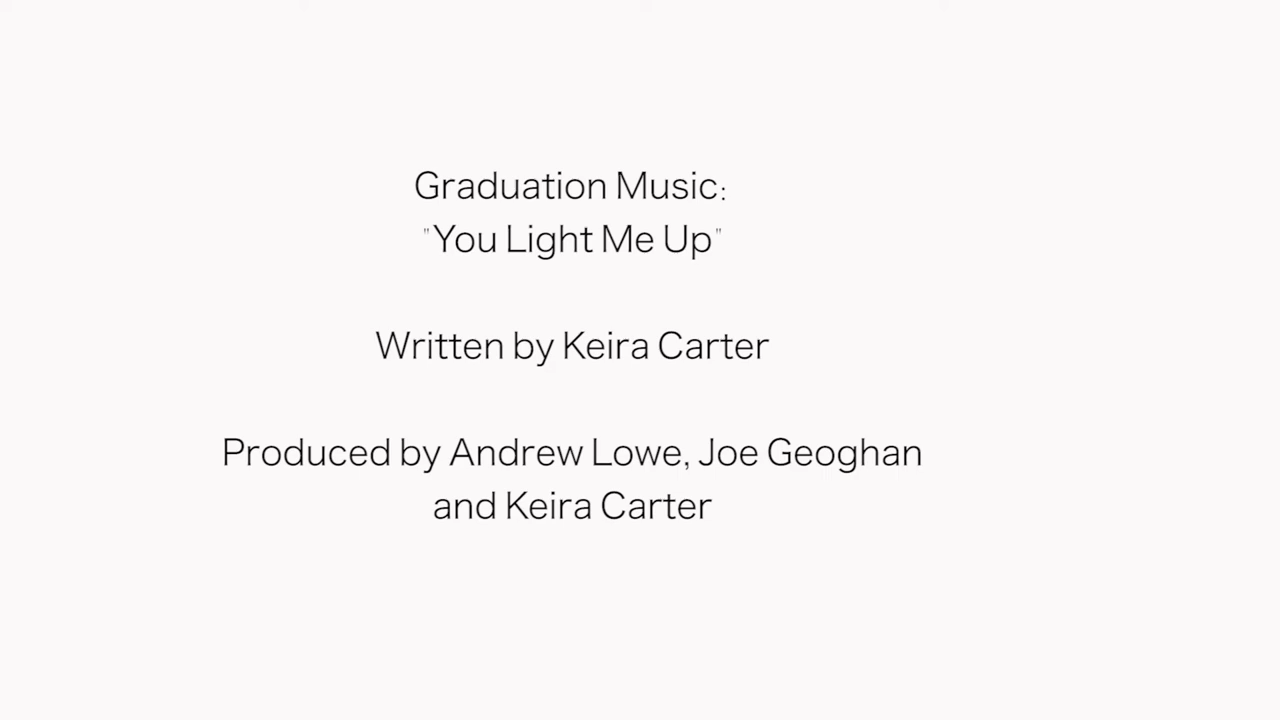 Graduation Music:
"You Light Me Up"
Written by Keira Carter
Produced by Andrew Lowe, Joe Geoghan
and Keira Carter